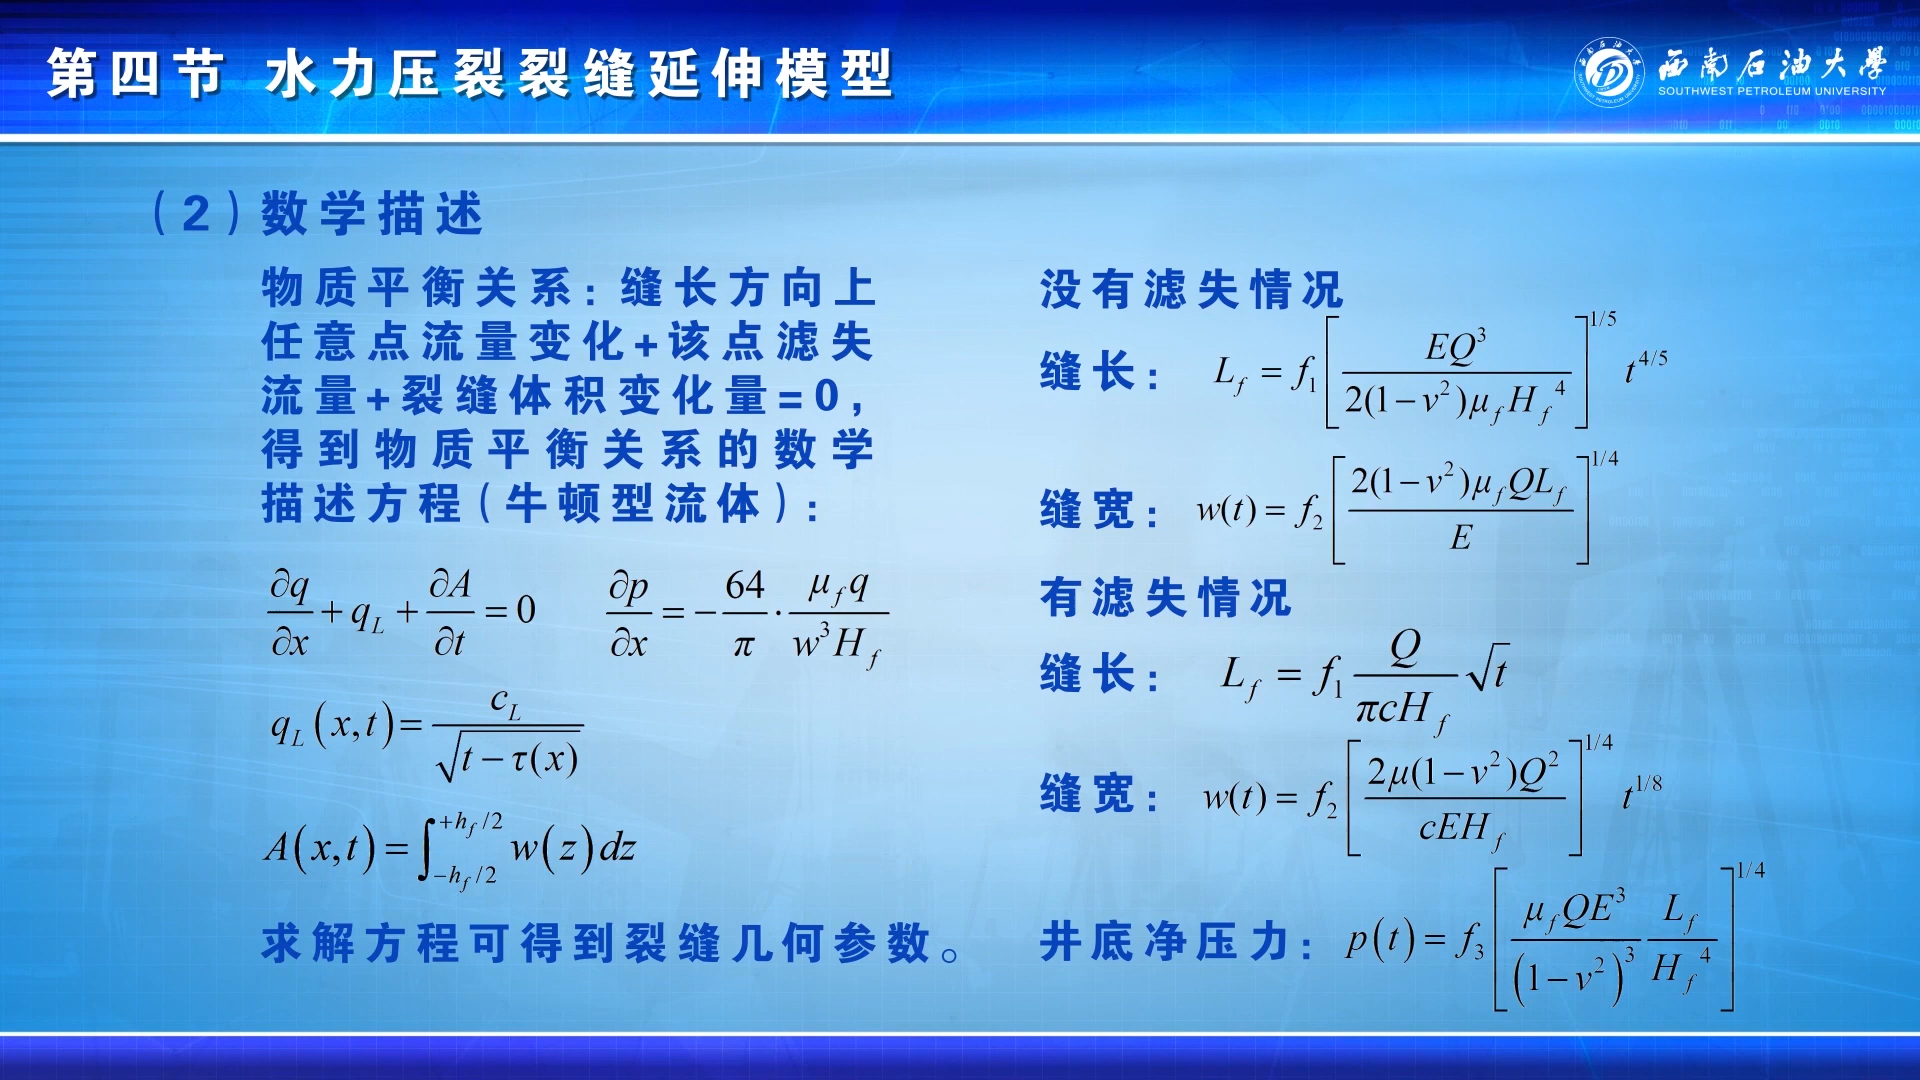 第四节 水力压裂裂缝延伸模型
西南石油大学
SOUTHWEST PETROLEUM UNIVERSITY
（2）数学描述
物质平衡关系：缝长方向上
任意点流量变化+该点滤失
流量+裂缝体积变化量=0，
得到物质平衡关系的数学
描述方程（牛顿型流体）：
∂q/∂x + q_L + ∂A/∂t = 0   ∂p/∂x = −64/π · μ_f q/(w³H_f)
q_L(x,t) = c_L/√(t − τ(x))
A(x,t) = ∫_{−h_f/2}^{+h_f/2} w(z)dz
求解方程可得到裂缝几何参数。
没有滤失情况
缝长： L_f = f₁[EQ³/(2(1−v²)μ_f H_f⁴)]^{1/5} t^{4/5}
缝宽： w(t) = f₂[2(1−v²)μ_f QL_f/E]^{1/4}
有滤失情况
缝长： L_f = f₁ Q/(πcH_f) √t
缝宽： w(t) = f₂[2μ(1−v²)Q²/(cEH_f)]^{1/4} t^{1/8}
井底净压力： p(t) = f₃[μ_f QE³/(1−v²)³ L_f/H_f⁴]^{1/4}